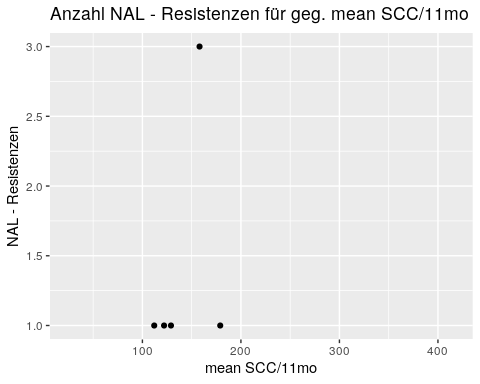 Anzahl NAL - Resistenzen für geg. mean SCC/11mo
3.0
2.5
2.0
1.5
1.0
NAL - Resistenzen
100 200 300 400
mean SCC/11mo